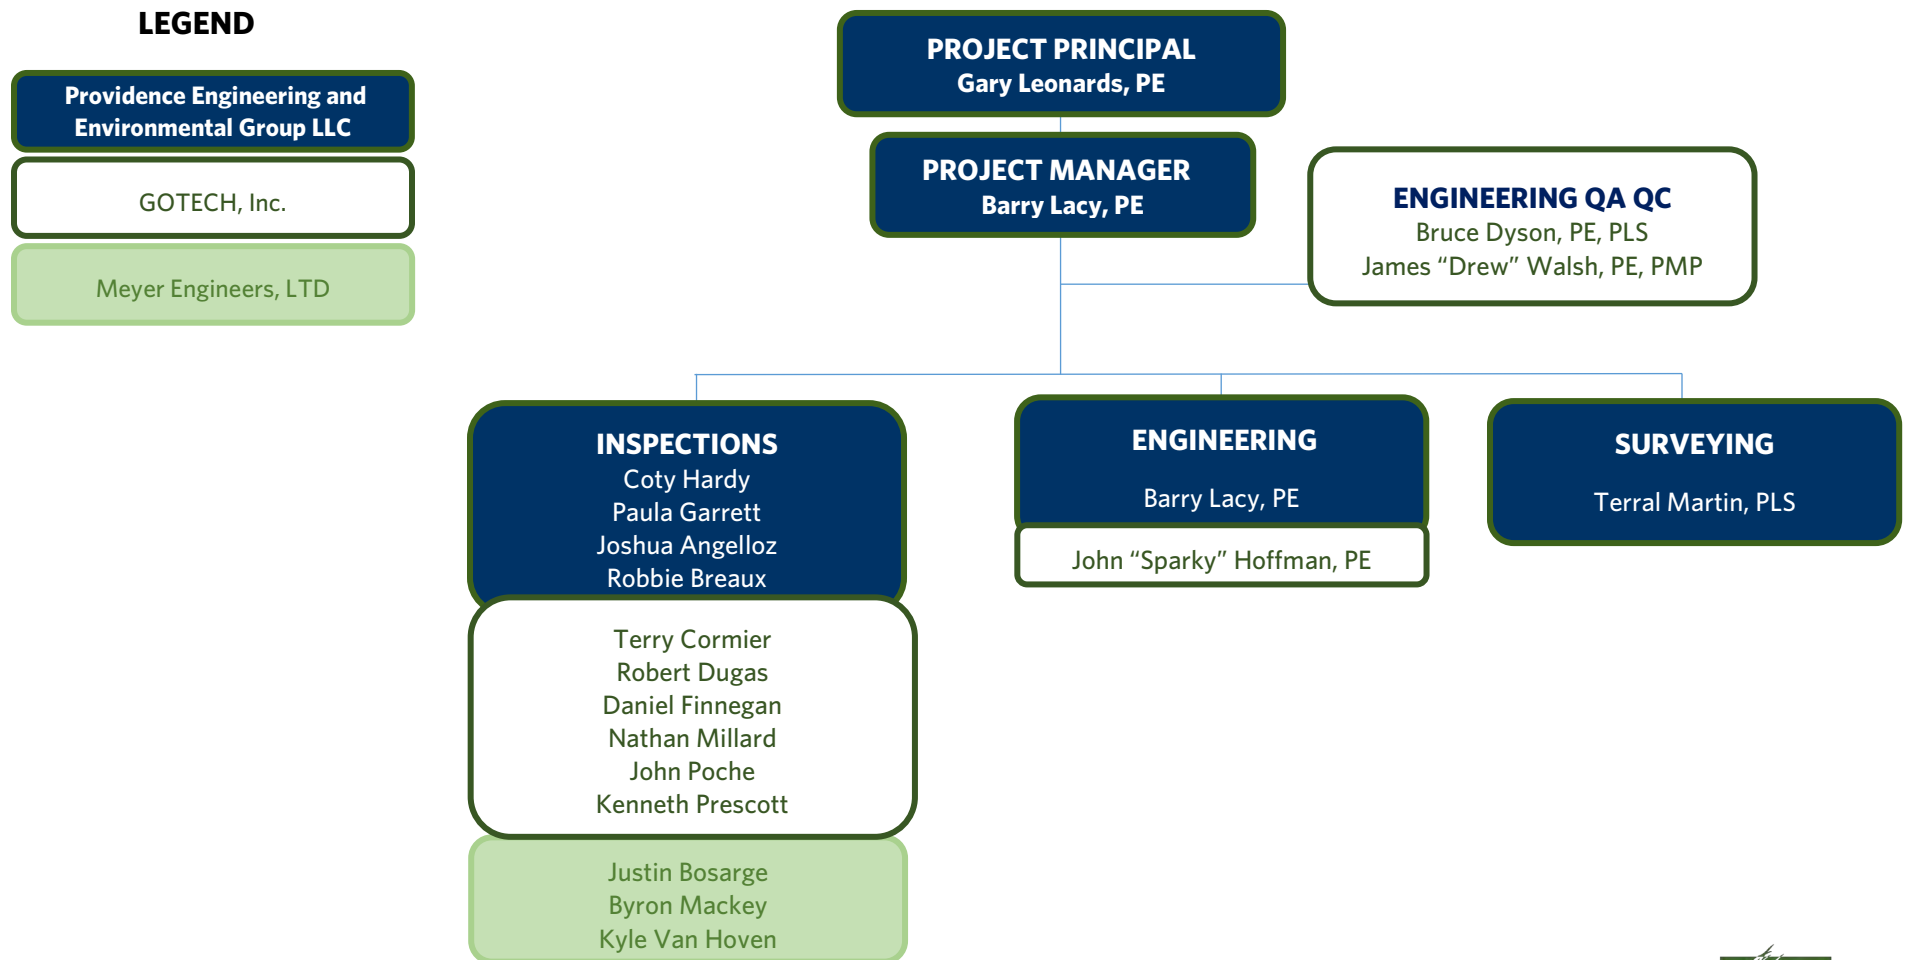 LEGEND
Providence Engineering and
Environmental Group LLC
GOTECH, Inc.
Meyer Engineers, LTD
PROJECT PRINCIPAL
Gary Leonards, PE
PROJECT MANAGER
Barry Lacy, PE
ENGINEERING QA QC
Bruce Dyson, PE, PLS
James “Drew” Walsh, PE, PMP
INSPECTIONS
Coty Hardy
Paula Garrett
Joshua Angelloz
Robbie Breaux
Terry Cormier
Robert Dugas
Daniel Finnegan
Nathan Millard
John Poche
Kenneth Prescott
Justin Bosarge
Byron Mackey
Kyle Van Hoven
ENGINEERING
Barry Lacy, PE
John “Sparky” Hoffman, PE
SURVEYING
Terral Martin, PLS